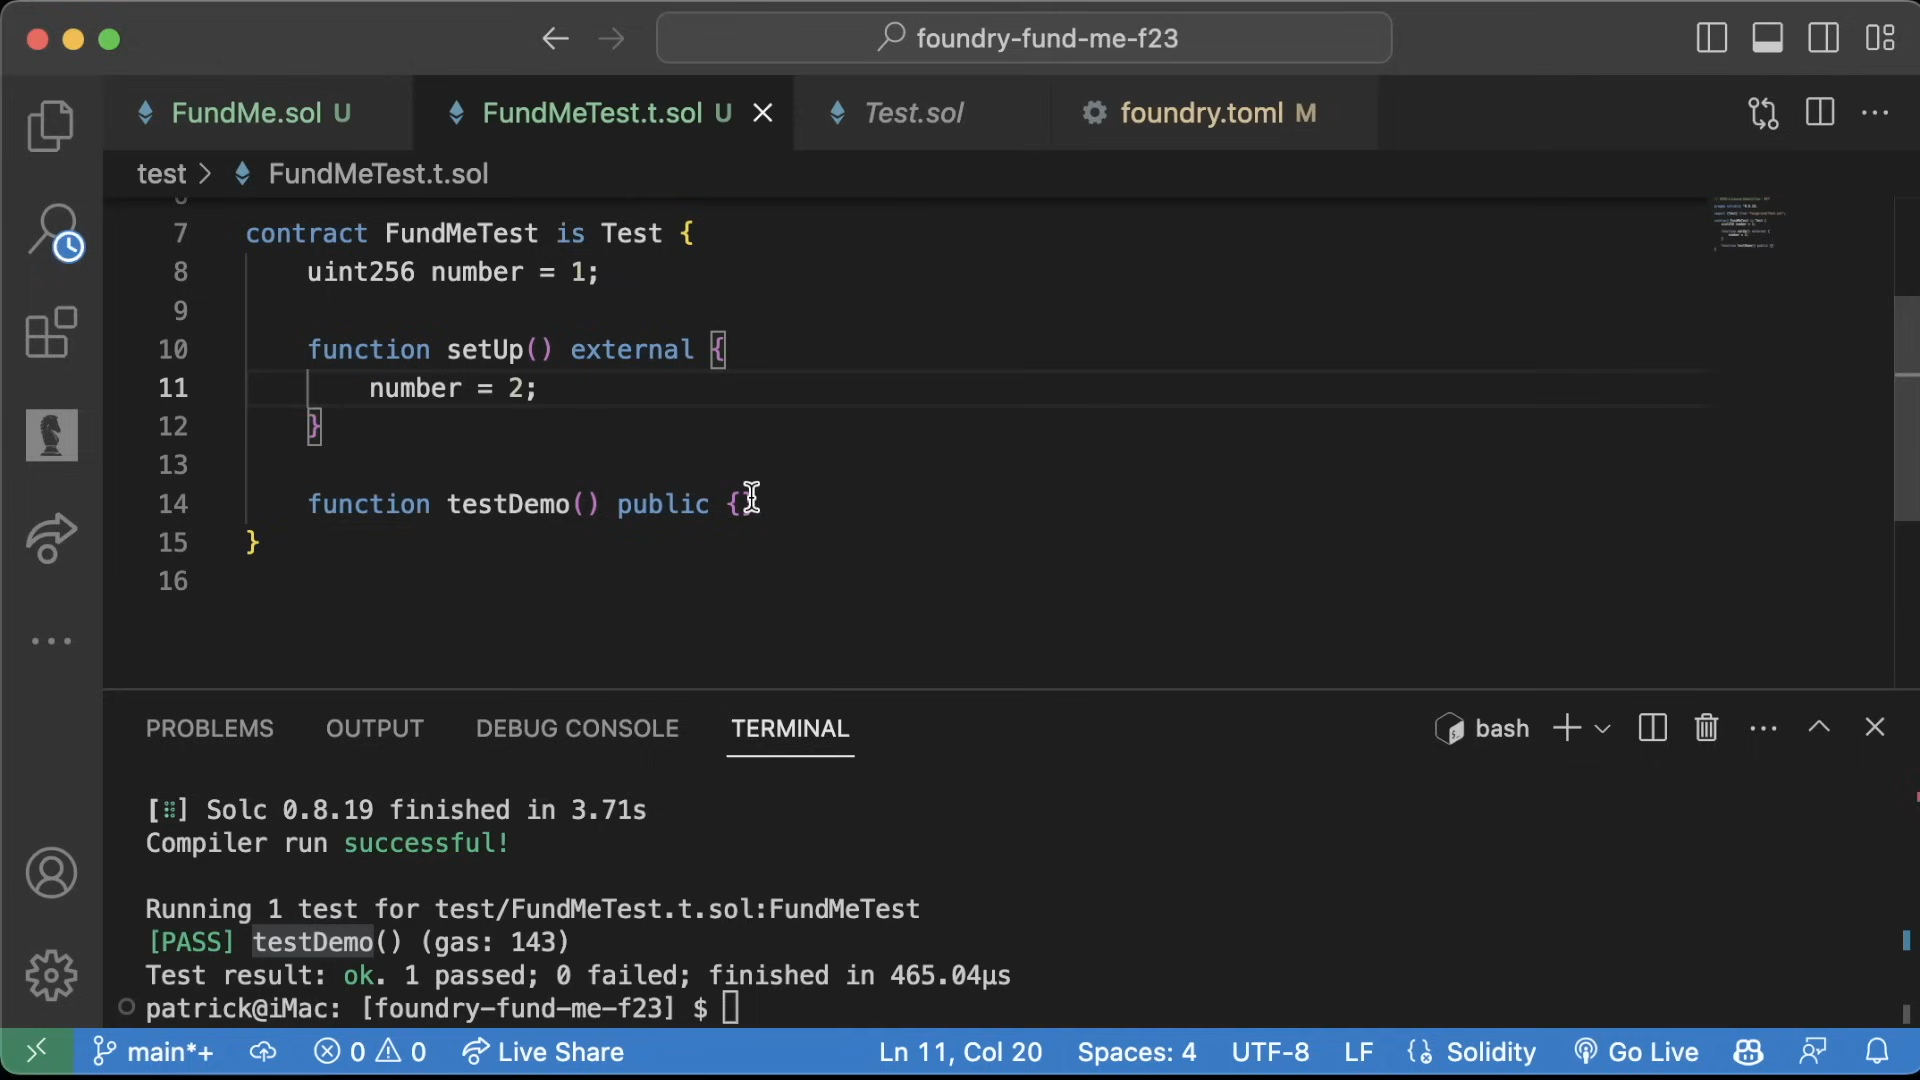 foundry-fund-me-f23
FundMe.sol U
FundMeTest.t.sol U
Test.sol
foundry.toml M
test > FundMeTest.t.sol
7 contract FundMeTest is Test {
8 uint256 number = 1;
9
10 function setUp() external {
11 number = 2;
12 }
13
14 function testDemo() public {}
15 }
16
PROBLEMS OUTPUT DEBUG CONSOLE TERMINAL
bash
[⠿] Solc 0.8.19 finished in 3.71s
Compiler run successful!
Running 1 test for test/FundMeTest.t.sol:FundMeTest
[PASS] testDemo() (gas: 143)
Test result: ok. 1 passed; 0 failed; finished in 465.04µs
patrick@iMac: [foundry-fund-me-f23] $
main*+ 0 0 Live Share Ln 11, Col 20 Spaces: 4 UTF-8 LF {} Solidity Go Live